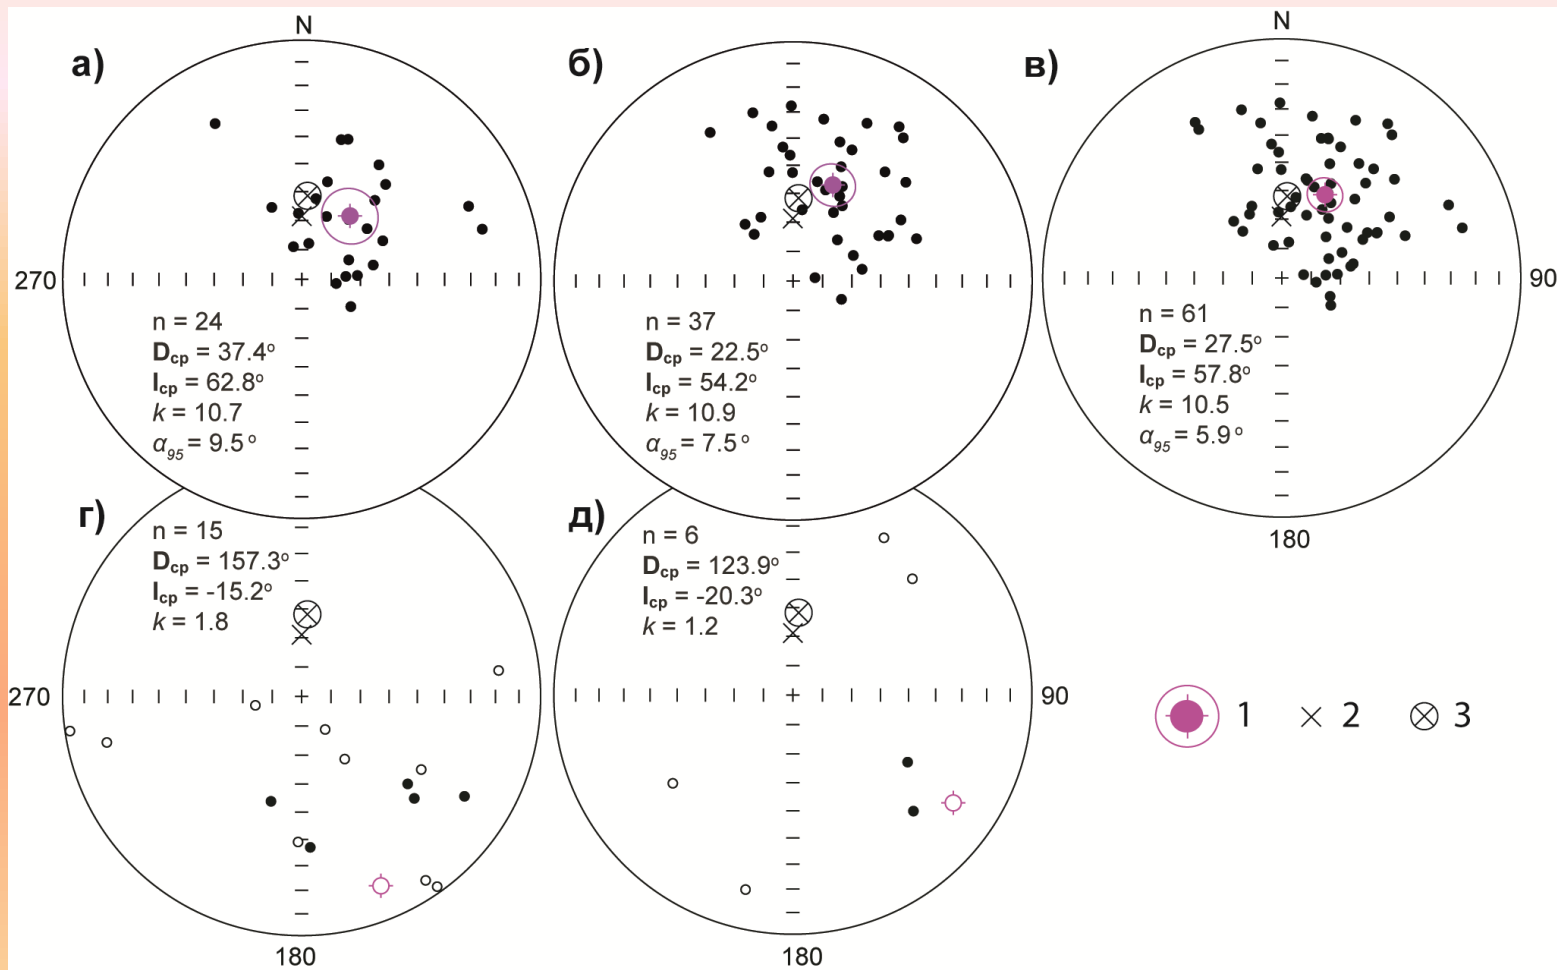 а)
N
270
n = 24
Dср = 37.4°
Iср = 62.8°
k = 10.7
α95 = 9.5°
б)
n = 37
Dср = 22.5°
Iср = 54.2°
k = 10.9
α95 = 7.5°
в)
N
90
n = 61
Dср = 27.5°
Iср = 57.8°
k = 10.5
α95 = 5.9°
180
г)
n = 15
Dср = 157.3°
Iср = -15.2°
k = 1.8
270
180
д)
n = 6
Dср = 123.9°
Iср = -20.3°
k = 1.2
90
180
1 2 3